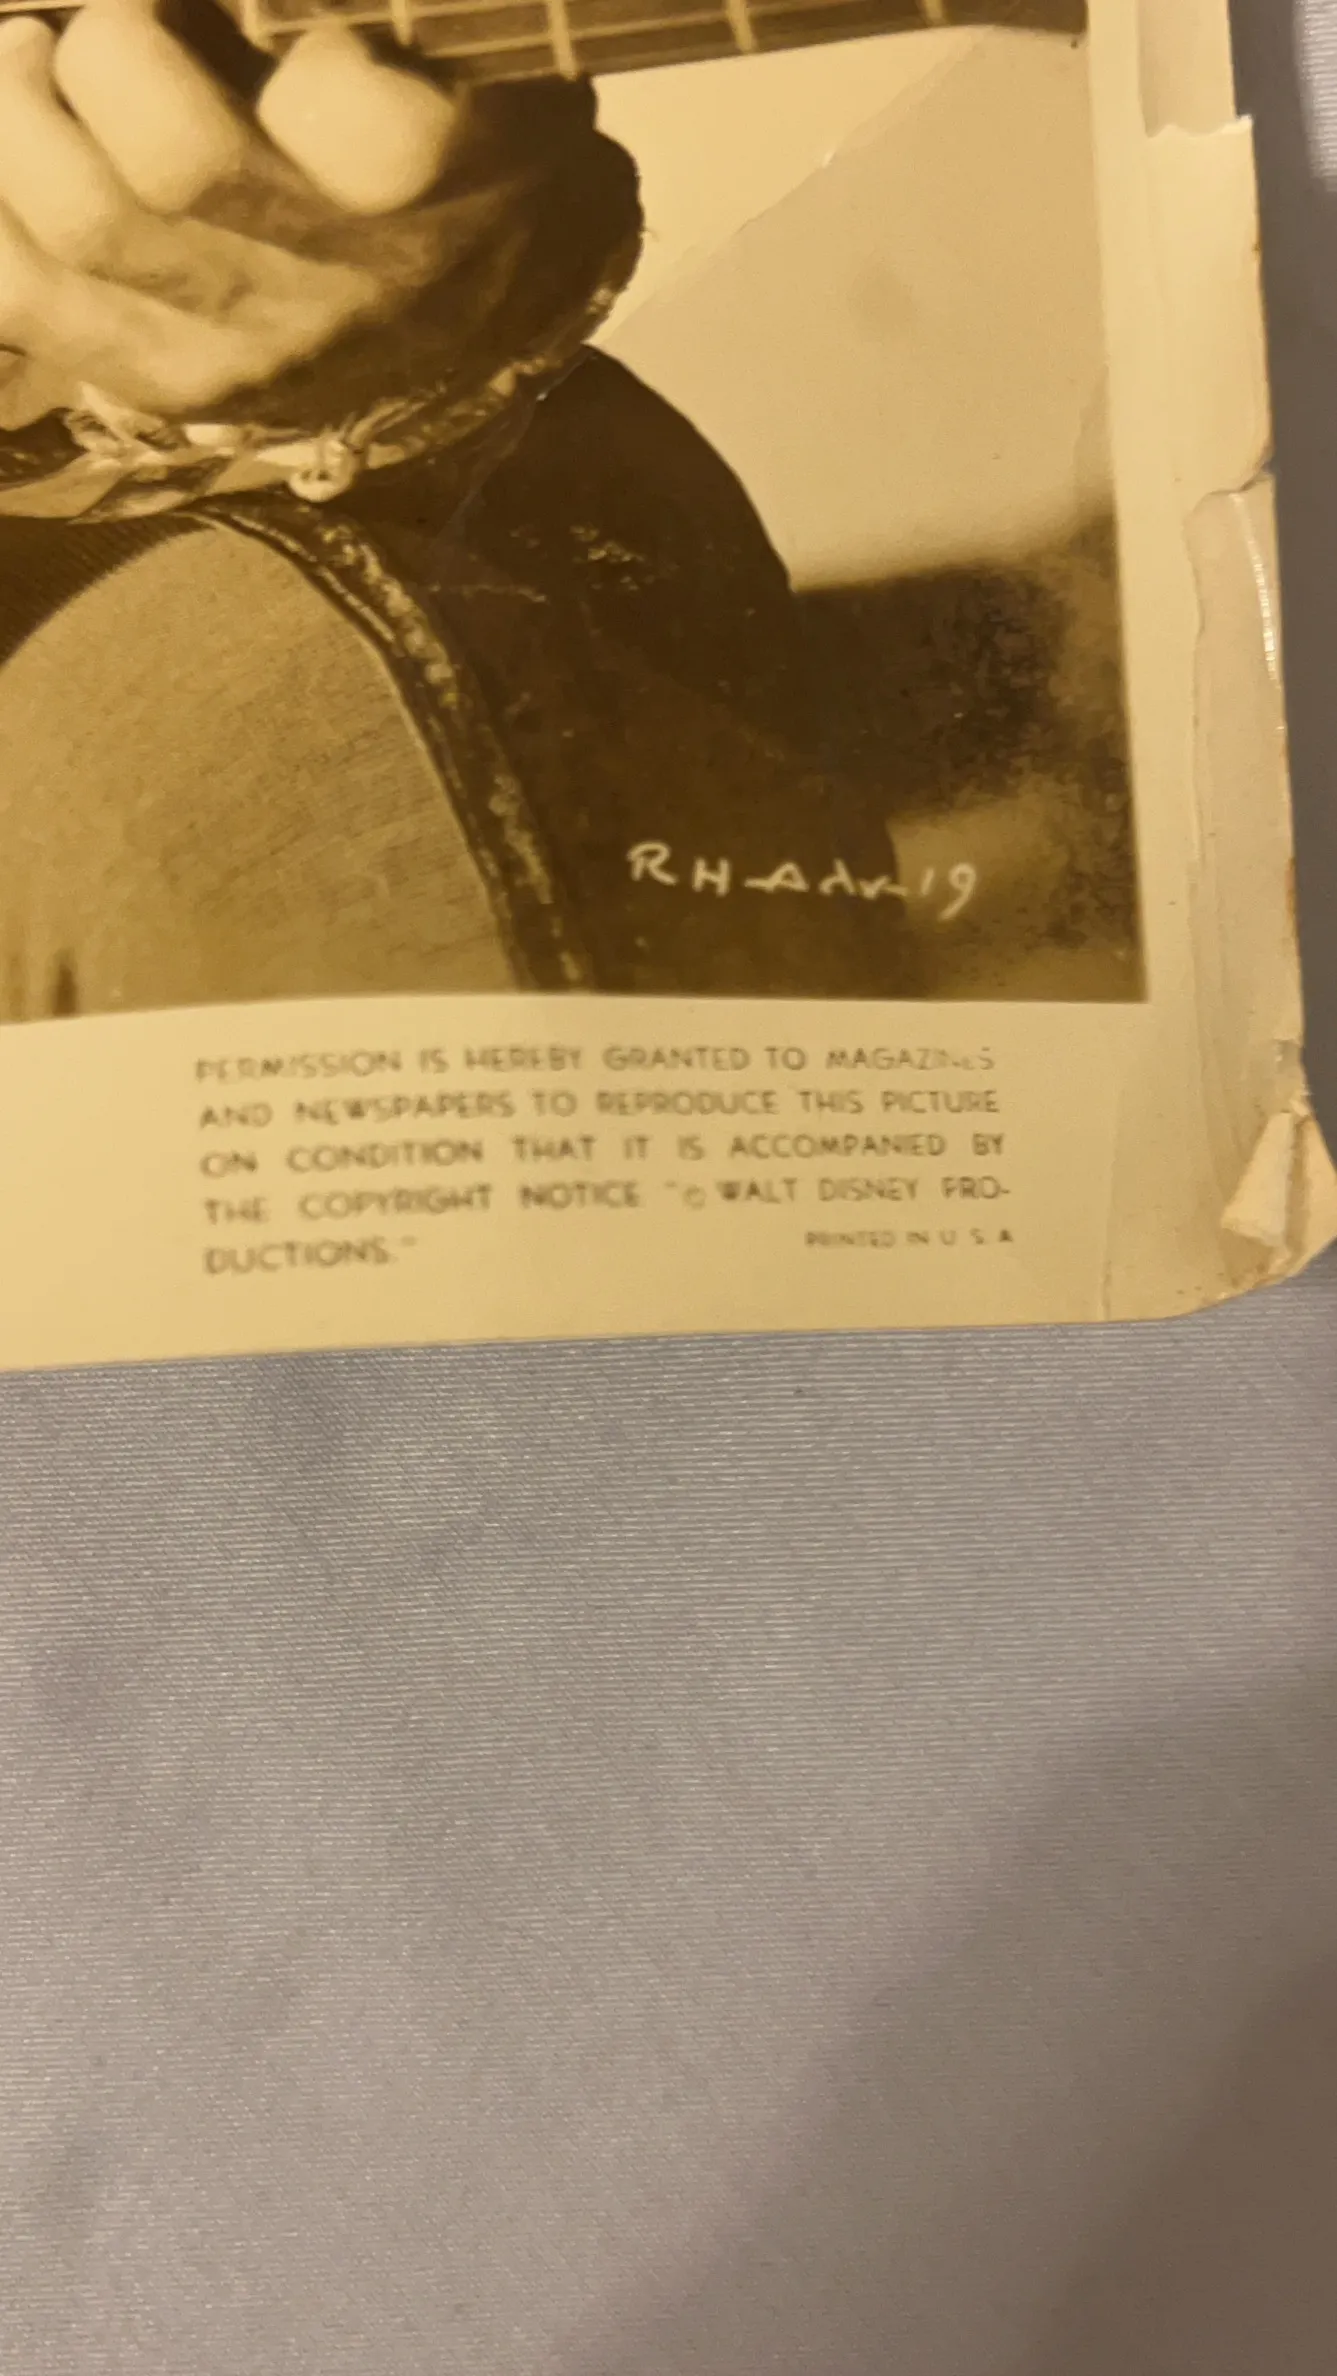 RH-Adv-19
PERMISSION IS HEREBY GRANTED TO MAGAZINES
AND NEWSPAPERS TO REPRODUCE THIS PICTURE
ON CONDITION THAT IT IS ACCOMPANIED BY
THE COPYRIGHT NOTICE "© WALT DISNEY PRO-
DUCTIONS."
PRINTED IN U. S. A